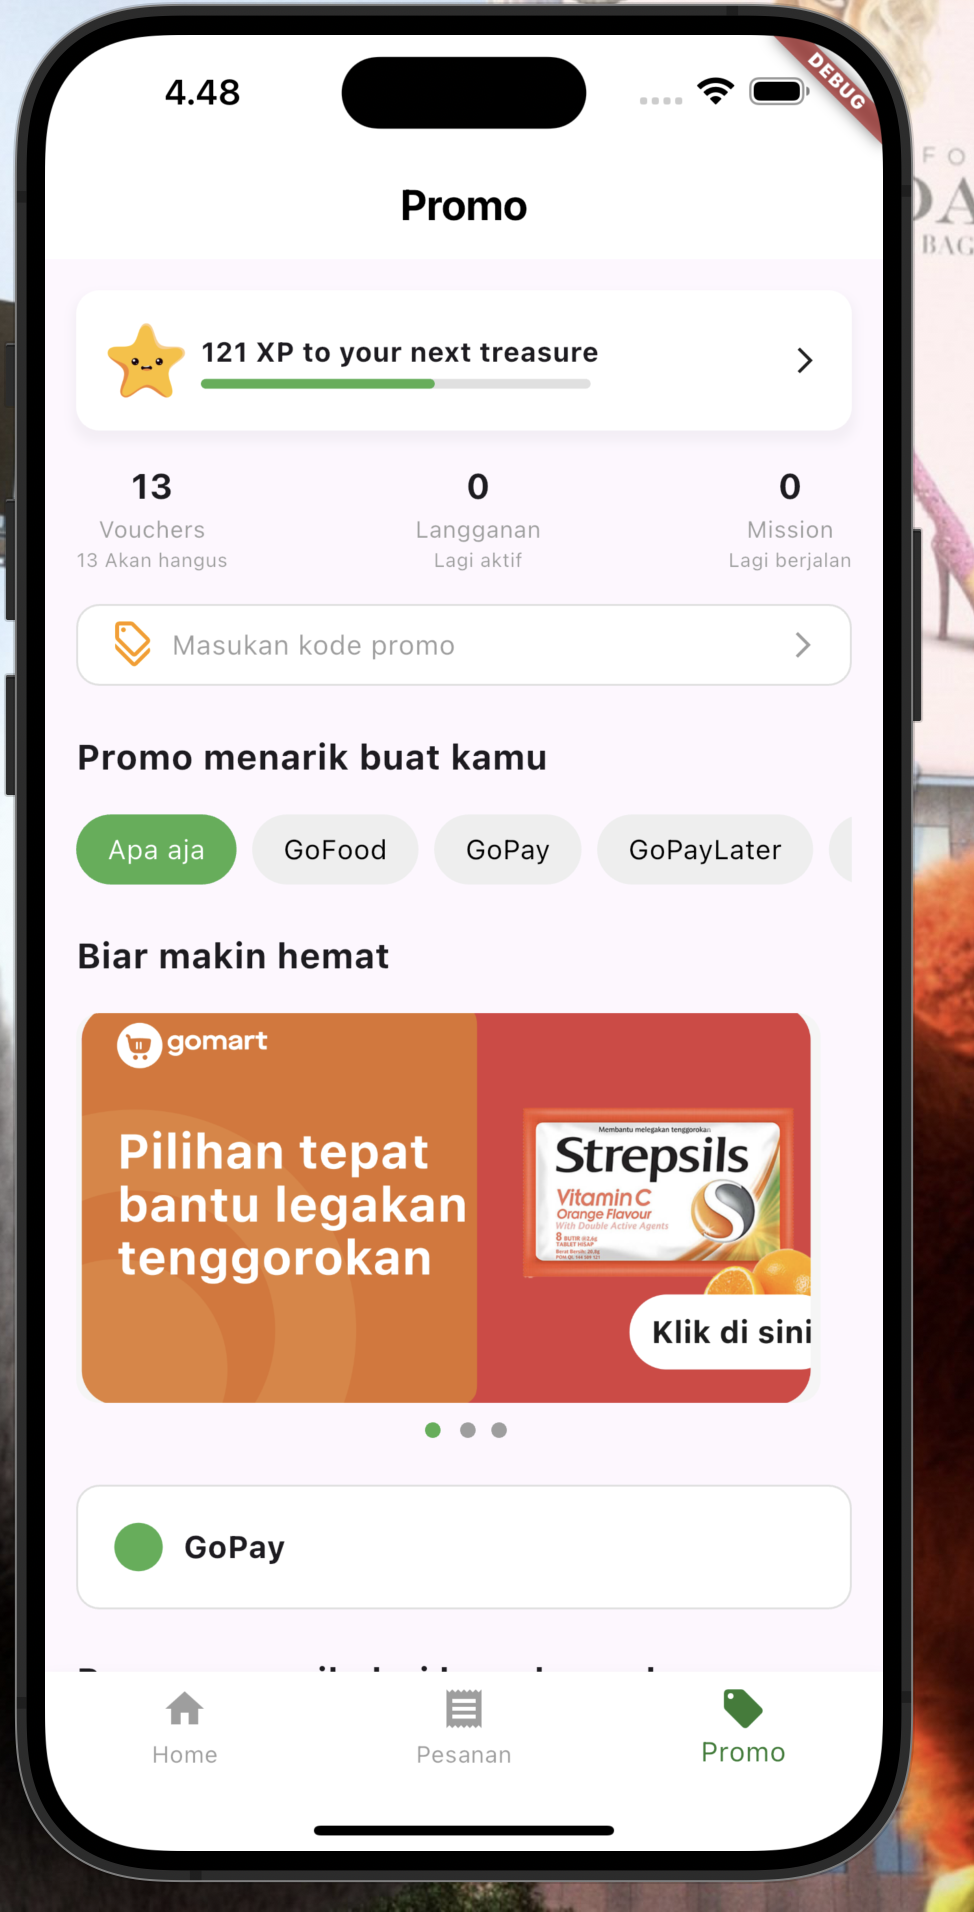 4.48
DEBUG
Promo
121 XP to your next treasure
13
Vouchers
13 Akan hangus
0
Langganan
Lagi aktif
0
Mission
Lagi berjalan
Masukan kode promo
Promo menarik buat kamu
Apa aja
GoFood
GoPay
GoPayLater
Biar makin hemat
gomart
Pilihan tepat
bantu legakan
tenggorokan
Membantu melegakan tenggorokan
Strepsils
Vitamin C
Orange Flavour
With Double Active Agents
8 BUTIR
TABLET HISAP
Klik di sini
GoPay
Home
Pesanan
Promo
FO
DA
BAG